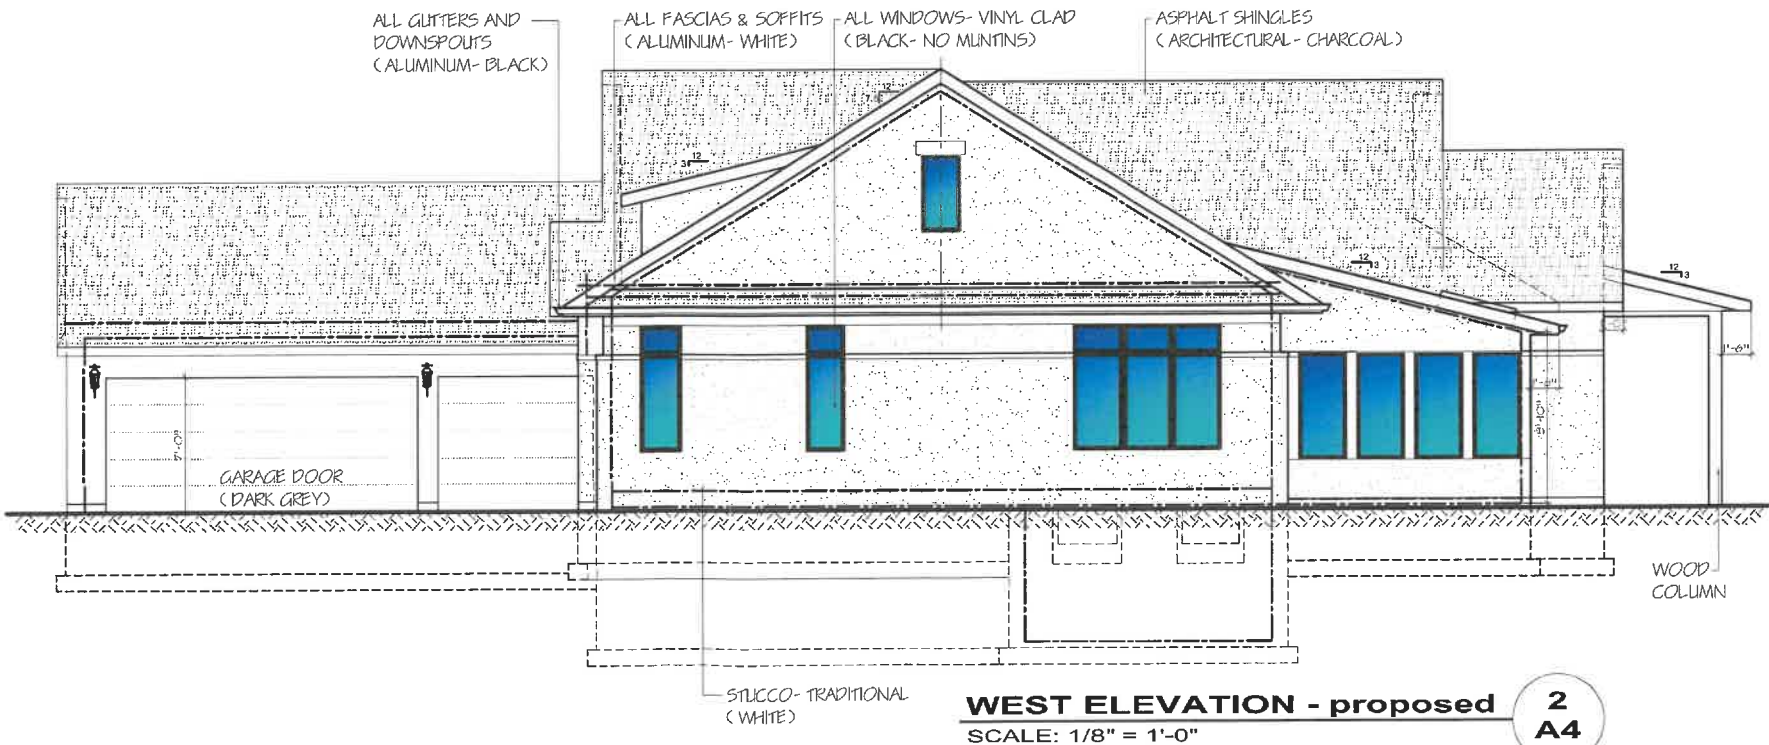 ALL GUTTERS AND
DOWNSPOUTS
(ALUMINUM- BLACK)
ALL FASCIAS & SOFFITS
(ALUMINUM- WHITE)
ALL WINDOWS- VINYL CLAD
(BLACK- NO MUNTINS)
ASPHALT SHINGLES
(ARCHITECTURAL- CHARCOAL)
12
7
12
3
12
3
12
3
1'-6"
7'-0"
GARAGE DOOR
(DARK GREY)
WOOD
COLUMN
STUCCO- TRADITIONAL
(WHITE)
WEST ELEVATION - proposed
SCALE: 1/8" = 1'-0"
2
A4